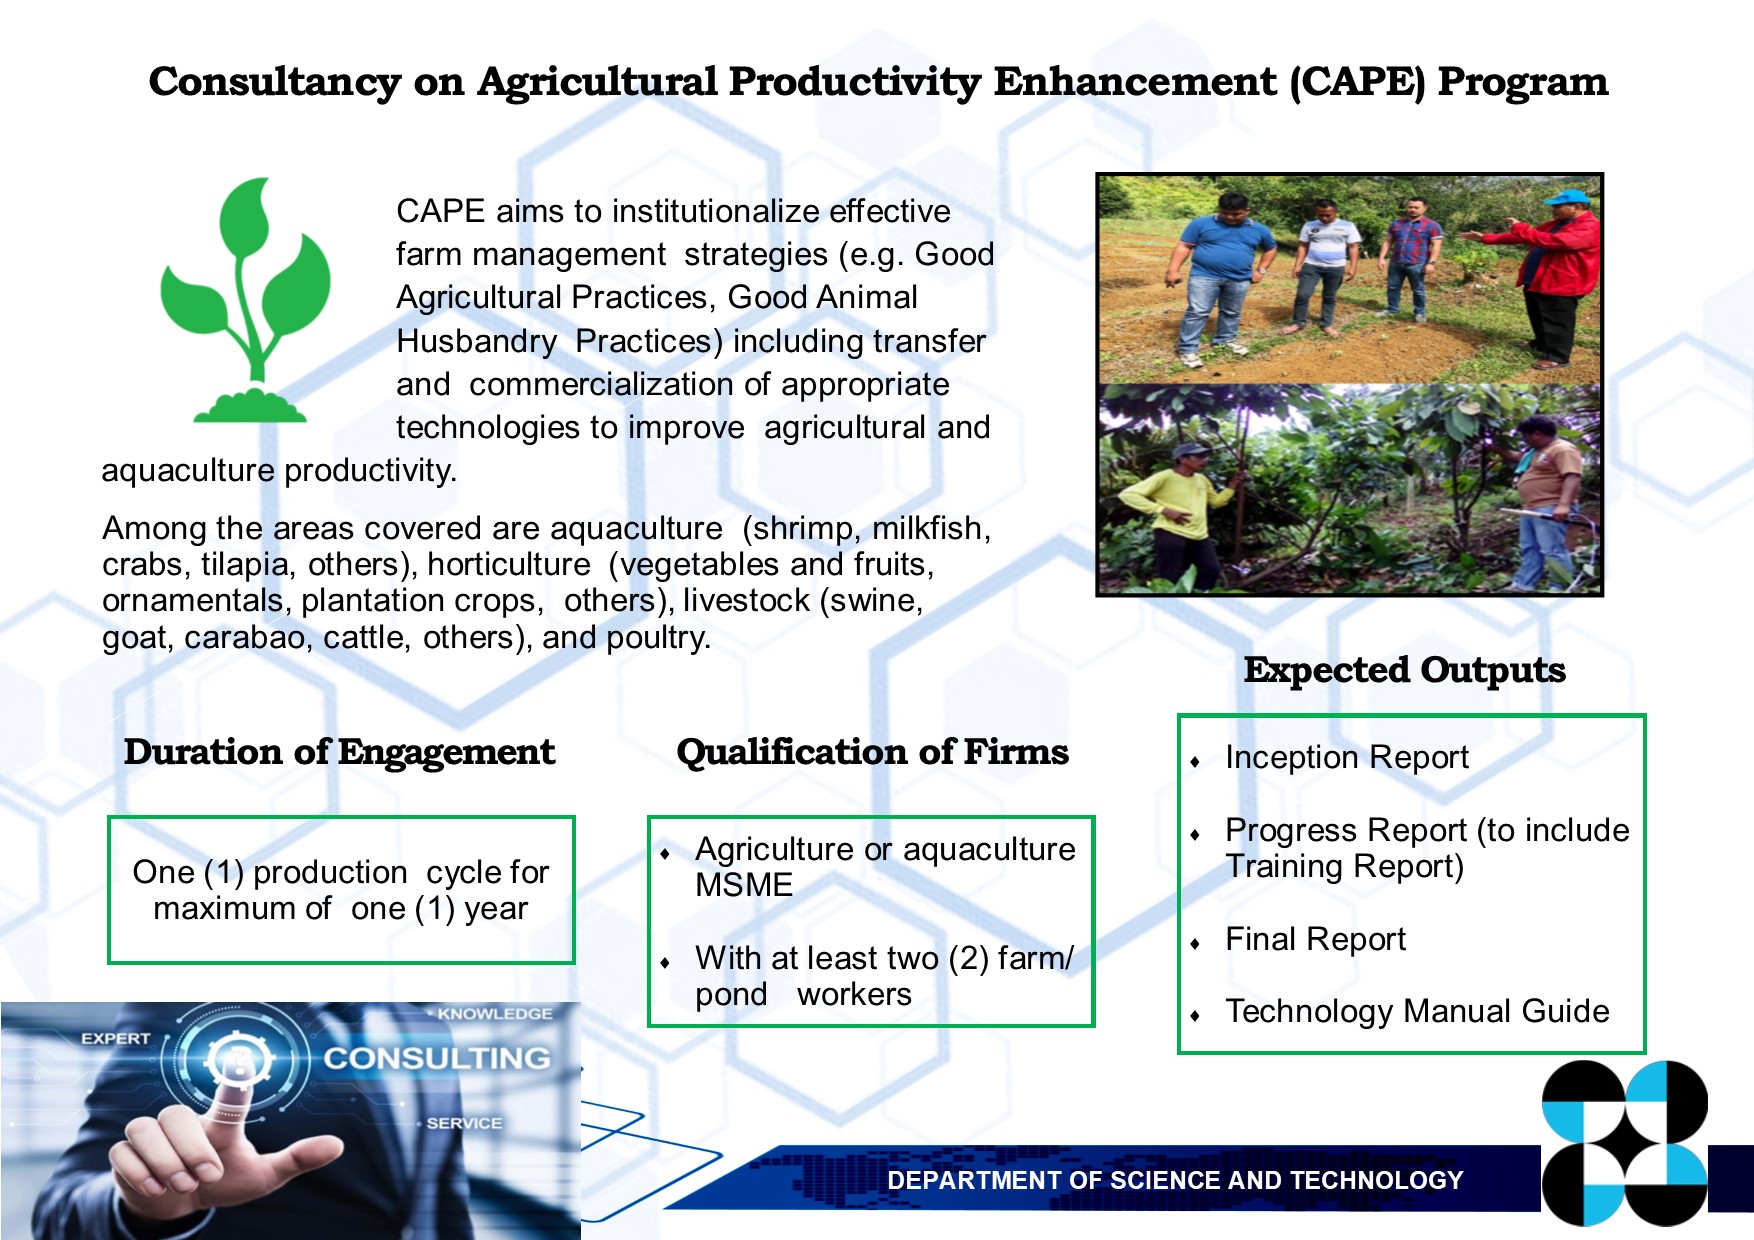 Consultancy on Agricultural Productivity Enhancement (CAPE) Program
CAPE aims to institutionalize effective
farm management strategies (e.g. Good
Agricultural Practices, Good Animal
Husbandry Practices) including transfer
and commercialization of appropriate
technologies to improve agricultural and
aquaculture productivity.
Among the areas covered are aquaculture (shrimp, milkfish,
crabs, tilapia, others), horticulture (vegetables and fruits,
ornamentals, plantation crops, others), livestock (swine,
goat, carabao, cattle, others), and poultry.
Duration of Engagement
One (1) production cycle for
maximum of one (1) year
Qualification of Firms
⬧ Agriculture or aquaculture
MSME
⬧ With at least two (2) farm/
pond workers
Expected Outputs
⬧ Inception Report
⬧ Progress Report (to include
Training Report)
⬧ Final Report
⬧ Technology Manual Guide
KNOWLEDGE
EXPERT
CONSULTING
SERVICE
DEPARTMENT OF SCIENCE AND TECHNOLOGY